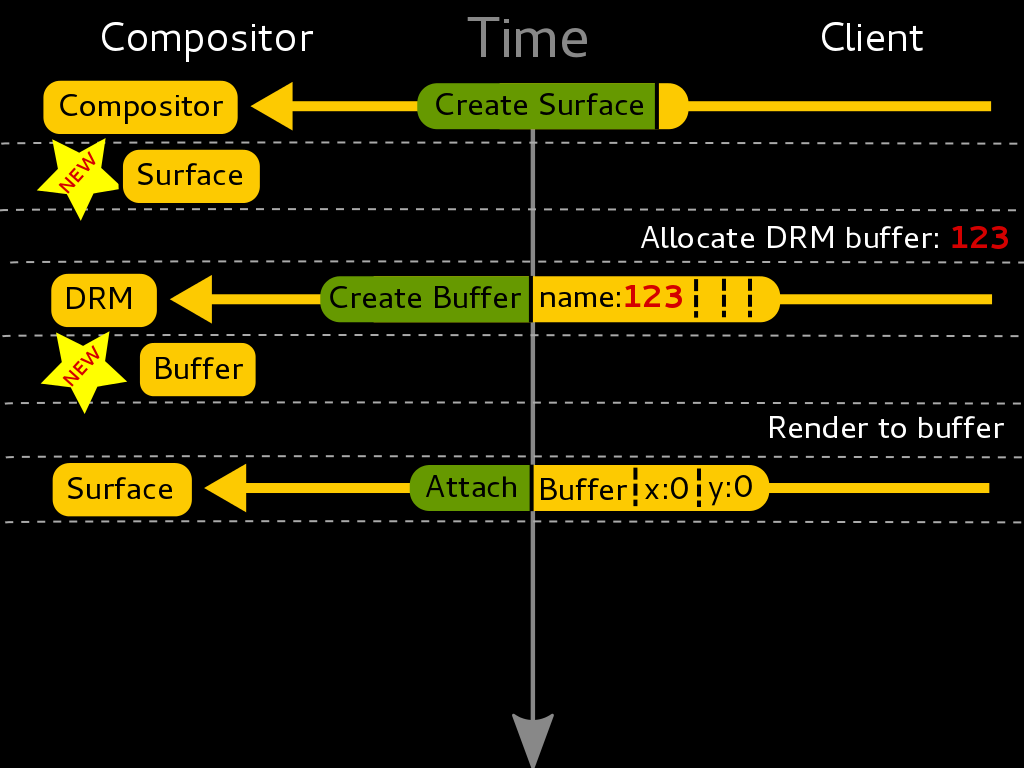 Compositor Time Client
Compositor Create Surface
NEW Surface
Allocate DRM buffer: 123
DRM Create Buffer name:123
NEW Buffer
Render to buffer
Surface Attach Buffer x:0 y:0